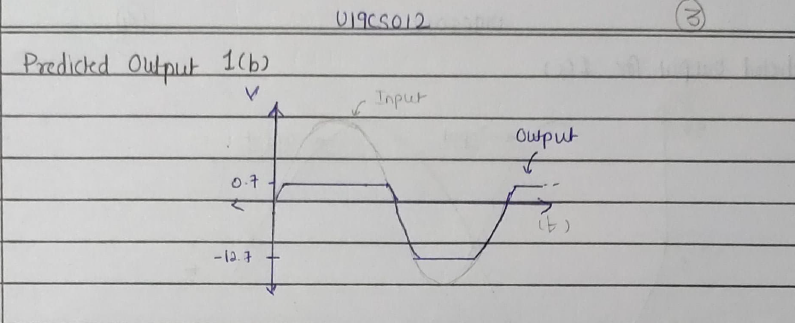 U19CS012 3
Predicted Output 1(b)
V
Input
Output
0.7
(t)
-12.7